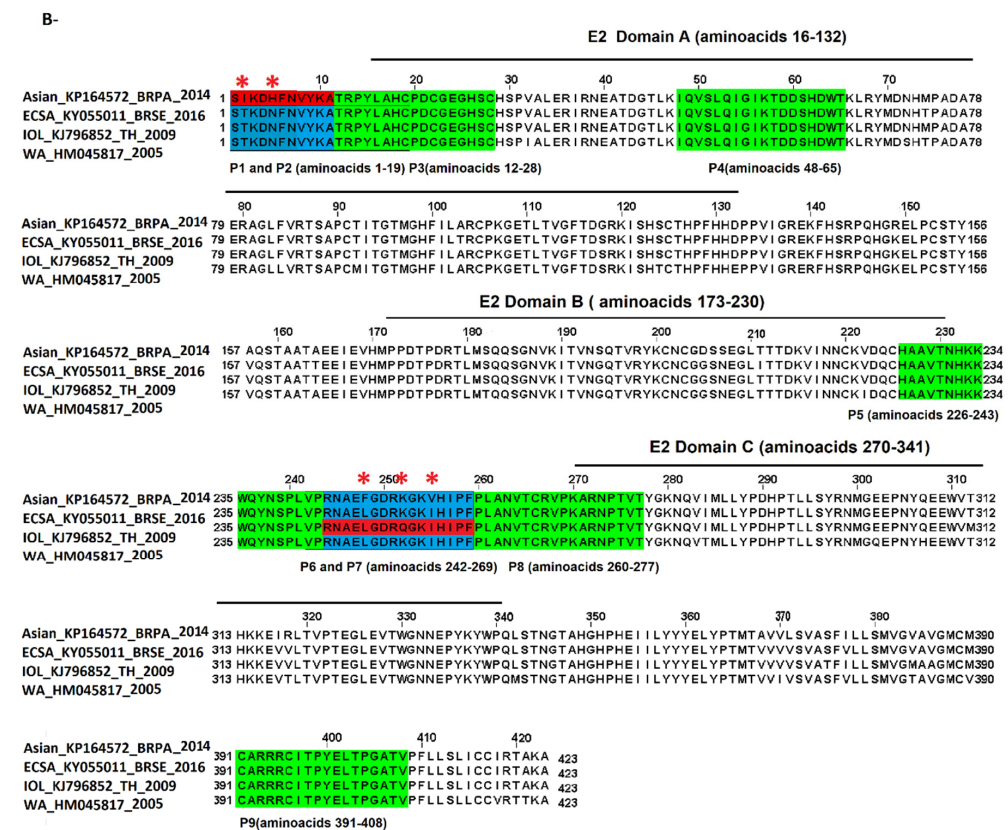 B-
E2 Domain A (aminoacids 16-132)
* *
10 20 30 40 50 60 70
Asian_KP164572_BRPA_2014 1 SIKDHFNVYKATRPYLAHCPDCGEGHSCHSPVALERIRNEATDGTLKIQVSLQIGIKTDDSHDWTKLRYMDNHMPADA78
ECSA_KY055011_BRSE_2016 1 STKDNFNVYKATRPYLAHCPDCGEGHSCHSPVALERIRNEATDGTLKIQVSLQIGIKTDDSHDWTKLRYMDNHTPADA78
IOL_KJ796852_TH_2009 1 STKDNFNVYKATRPYLAHCPDCGEGHSCHSPVALERIRNEATDGTLKIQVSLQIGIKTDDSHDWTKLRYMDNHMPADA78
WA_HM045817_2005 1 STKDNFNVYKATRPYLAHCPDCGEGHSCHSPVALERIRNEATDGTLKIQVSLQIGIKTDDSHDWTKLRYMDSHTPADA78
P1 and P2 (aminoacids 1-19) P3(aminoacids 12-28) P4(aminoacids 48-65)
80 90 100 110 120 130 140 150
Asian_KP164572_BRPA_2014 79 ERAGLFVRTSAPCTITGTMGHFILARCPKGETLTVGFTDGRKISHSCTHPFHHDPPVIGREKFHSRPQHGKELPCSTY156
ECSA_KY055011_BRSE_2016 79 ERAGLFVRTSAPCTITGTMGHFILTRCPKGETLTVGFTDSRKISHSCTHPFHHDPPVIGREKFHSRPQHGKELPCSTY156
IOL_KJ796852_TH_2009 79 ERAGLFVRTSAPCTITGTMGHFILARCPKGETLTVGFTDSRKISHSCTHPFHHDPPVIGREKFHSRPQHGKELPCSTY156
WA_HM045817_2005 79 ERAGLLVRTSAPCMITGTMGHFILARCPKGETLTVGFTDSRKISHTCTHPFHHEPPVIGRERFHSRPQHGKELPCSTY156
E2 Domain B ( aminoacids 173-230)
160 170 180 190 200 210 220 230
Asian_KP164572_BRPA_2014 157 AQSTAATAEEIEVHMPPDTPDRTLMSQQSGNVKITVNSQTVRYKCNCGDSSEGLTTTDKVINNCKVDQCHAAVTNHKK234
ECSA_KY055011_BRSE_2016 157 VQSTAATTEEIEVHMPPDTPDRTLMSQQSGNVKITVNGQTVRYKCNCGDSNEGLITTDKVINNCKVDQCHAAVTNHKK234
IOL_KJ796852_TH_2009 157 VQSTAATTEEIEVHMPPDTPDRTLMSQQSGNVKITVNGQTVRYKCNCGGSNEGLTTTDKVINNCKVDQCHAAVTNHKK234
WA_HM045817_2005 157 VQSTAATAEEIEVHMPPDTPDRTLMTQQSGNVKITVNGQTVRYKCNCGGSNEGLTTTDKVINNCKIDQCHAAVTNHKK234
P5 (aminoacids 226-243)
E2 Domain C (aminoacids 270-341)
* * *
240 250 260 270 280 290 300 310
Asian_KP164572_BRPA_2014 235 WQYNSPLVPRNAEFGDRKGKVHIPFPLANVTCRVPKARNPTVTYGKNQVIMLLYPDHPTLLSYRNMGEEPNYQEEWVT312
ECSA_KY055011_BRSE_2016 235 WQYNSPLVPRNAELGDRKGKIHIPFPLANVTCRVPKARNPTVTYGKNQVIMLLYPDHPTLLSYRNMGEEPNYQEEWVT312
IOL_KJ796852_TH_2009 235 WQYNSPLVPRNAELGDRQGKIHIPFPLANVTCRVPKARNPTVTYGKNQVIMLLYPDHPTLLSYRNMGEEPNYQEEWVT312
WA_HM045817_2005 235 WQYNSPLVPRNAELGDRKGKIHIPFPLANVTCRVPKARNPTVTYGKNQVIMLLYPDHPTLLSYRNMGQEPNYHEEWVT312
P6 and P7 (aminoacids 242-269) P8 (aminoacids 260-277)
320 330 340 350 360 370 380
Asian_KP164572_BRPA_2014 313 HKKEIRLTVPTEGLEVTWGNNEPYKYWPQLSTNGTAHGHPHEIILYYYELYPTMTAVVLSVASFILLSMVGVAVGMCM390
ECSA_KY055011_BRSE_2016 313 HKKEVVLTVPTEGLEVTWGNNEPYKYWPQLSTNGTAHGHPHEIILYYYELYPTMTVVVVSVASFVLLSMVGVAVGMCM390
IOL_KJ796852_TH_2009 313 HKKEVVLTVPTEGLEVTWGNNEPYKYWPQLSTNGTAHGHPHEIILYYYELYPTMTVVVVSVATFILLSMVGMAAGMCM390
WA_HM045817_2005 313 HKKEVTLTVPTEGLEVTWGNNEPYKYWPQMSTNGTAHGHPHEIILYYYELYPTMTVVIVSVASFVLLSMVGTAVGMCV390
400 410 420
Asian_KP164572_BRPA_2014 391 CARRRCITPYELTPGATVPFLLSLICCIRTAKA 423
ECSA_KY055011_BRSE_2016 391 CARRRCITPYELTPGATVPFLLSLICCIRTAKA 423
IOL_KJ796852_TH_2009 391 CARRRCITPYELTPGATVPFLLSLICCIRTAKA 423
WA_HM045817_2005 391 CARRRCITPYELTPGATVPFLLSLLCCVRTTKA 423
P9(aminoacids 391-408)